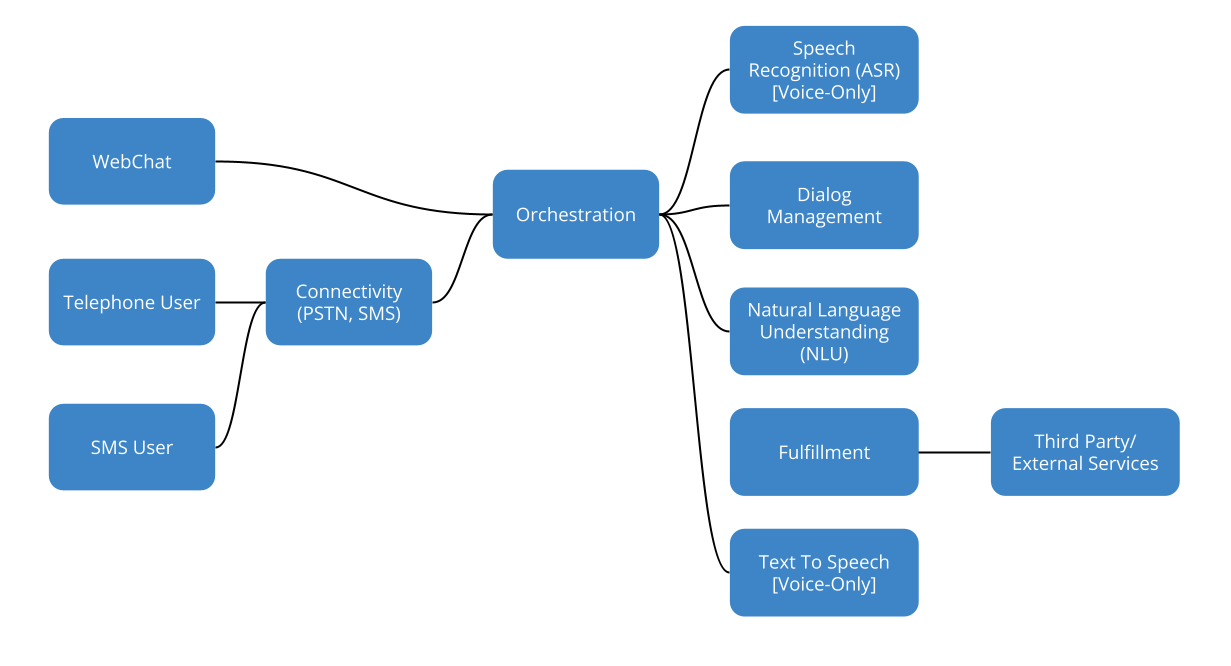 WebChat
Telephone User
SMS User
Connectivity
(PSTN, SMS)
Orchestration
Speech
Recognition (ASR)
[Voice-Only]
Dialog
Management
Natural Language
Understanding
(NLU)
Fulfillment
Text To Speech
[Voice-Only]
Third Party/
External Services